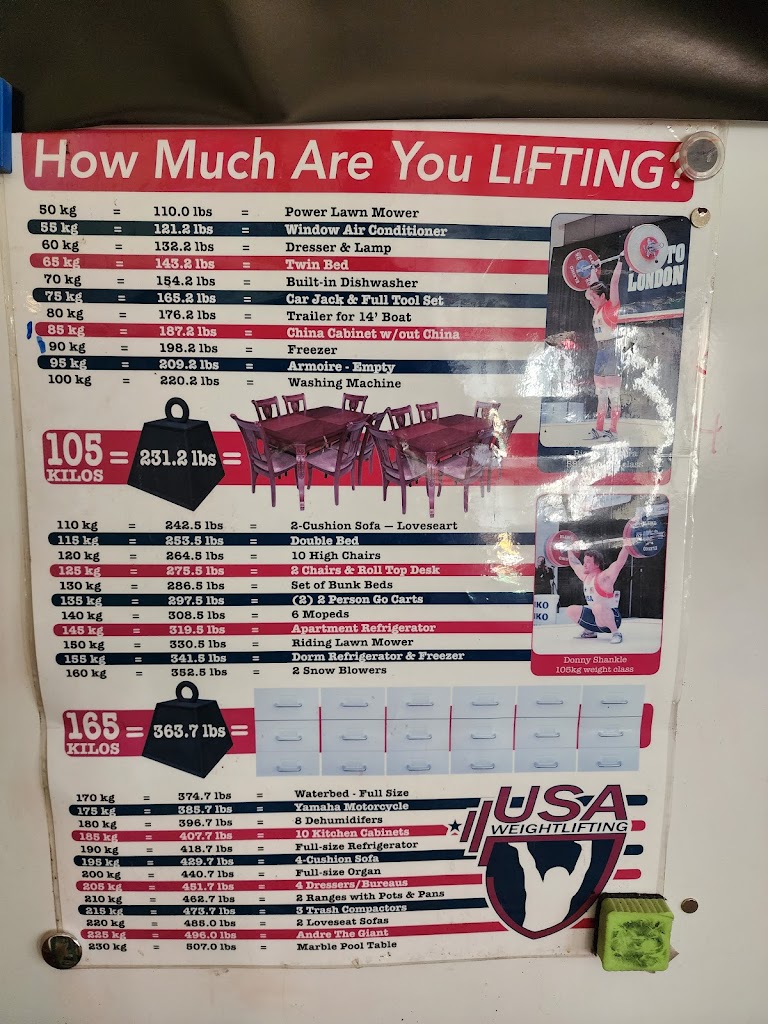 How Much Are You LIFTING?
50 kg = 110.0 lbs = Power Lawn Mower
55 kg = 121.2 lbs = Window Air Conditioner
60 kg = 132.2 lbs = Dresser & Lamp
65 kg = 143.2 lbs = Twin Bed
70 kg = 154.2 lbs = Built-in Dishwasher
75 kg = 165.2 lbs = Car Jack & Full Tool Set
80 kg = 176.2 lbs = Trailer for 14' Boat
85 kg = 187.2 lbs = China Cabinet w/out China
90 kg = 198.2 lbs = Freezer
95 kg = 209.2 lbs = Armoire - Empty
100 kg = 220.2 lbs = Washing Machine
LONDON
105 KILOS = 231.2 lbs =
110 kg = 242.5 lbs = 2-Cushion Sofa – Loveseart
115 kg = 253.5 lbs = Double Bed
120 kg = 264.5 lbs = 10 High Chairs
125 kg = 275.5 lbs = 2 Chairs & Roll Top Desk
130 kg = 286.5 lbs = Set of Bunk Beds
135 kg = 297.5 lbs = (2) 2 Person Go Carts
140 kg = 308.5 lbs = 6 Mopeds
145 kg = 319.5 lbs = Apartment Refrigerator
150 kg = 330.5 lbs = Riding Lawn Mower
155 kg = 341.5 lbs = Dorm Refrigerator & Freezer
160 kg = 352.5 lbs = 2 Snow Blowers
Donny Shankle
105kg weight class
165 KILOS = 363.7 lbs =
170 kg = 374.7 lbs = Waterbed - Full Size
175 kg = 385.7 lbs = Yamaha Motorcycle
180 kg = 396.7 lbs = 8 Dehumidifers
185 kg = 407.7 lbs = 10 Kitchen Cabinets
190 kg = 418.7 lbs = Full-size Refrigerator
195 kg = 429.7 lbs = 4-Cushion Sofa
200 kg = 440.7 lbs = Full-size Organ
205 kg = 451.7 lbs = 4 Dressers/Bureaus
210 kg = 462.7 lbs = 2 Ranges with Pots & Pans
215 kg = 473.7 lbs = 3 Trash Compactors
220 kg = 485.0 lbs = 2 Loveseat Sofas
225 kg = 496.0 lbs = Andre The Giant
230 kg = 507.0 lbs = Marble Pool Table
USA
WEIGHTLIFTING